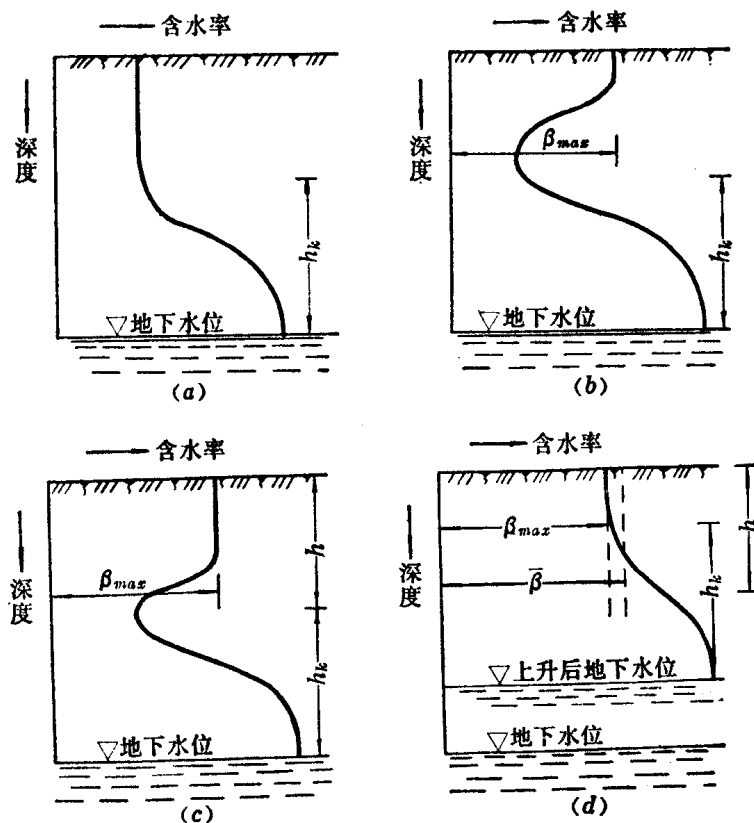 含水率
深度
h_k
地下水位
(a)
含水率
深度
β_max
h_k
地下水位
(b)
含水率
深度
β_max
h
h_k
地下水位
(c)
含水率
深度
β_max
β̄
h
h_k
上升后地下水位
地下水位
(d)